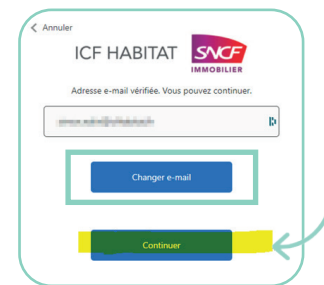 Annuler
ICF HABITAT SNCF
IMMOBILIER
Adresse e-mail vérifiée. Vous pouvez continuer.
Changer e-mail
Continuer